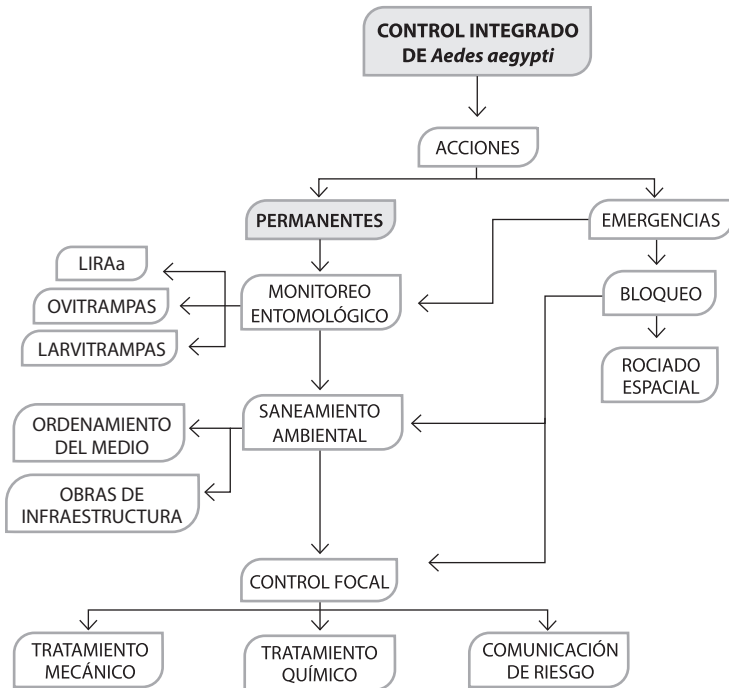 CONTROL INTEGRADO
DE Aedes aegypti
ACCIONES
PERMANENTES
EMERGENCIAS
LIRAa
OVITRAMPAS
LARVITRAMPAS
MONITOREO
ENTOMOLÓGICO
BLOQUEO
ROCIADO
ESPACIAL
ORDENAMIENTO
DEL MEDIO
SANEAMIENTO
AMBIENTAL
OBRAS DE
INFRAESTRUCTURA
CONTROL FOCAL
TRATAMIENTO
MECÁNICO
TRATAMIENTO
QUÍMICO
COMUNICACIÓN
DE RIESGO